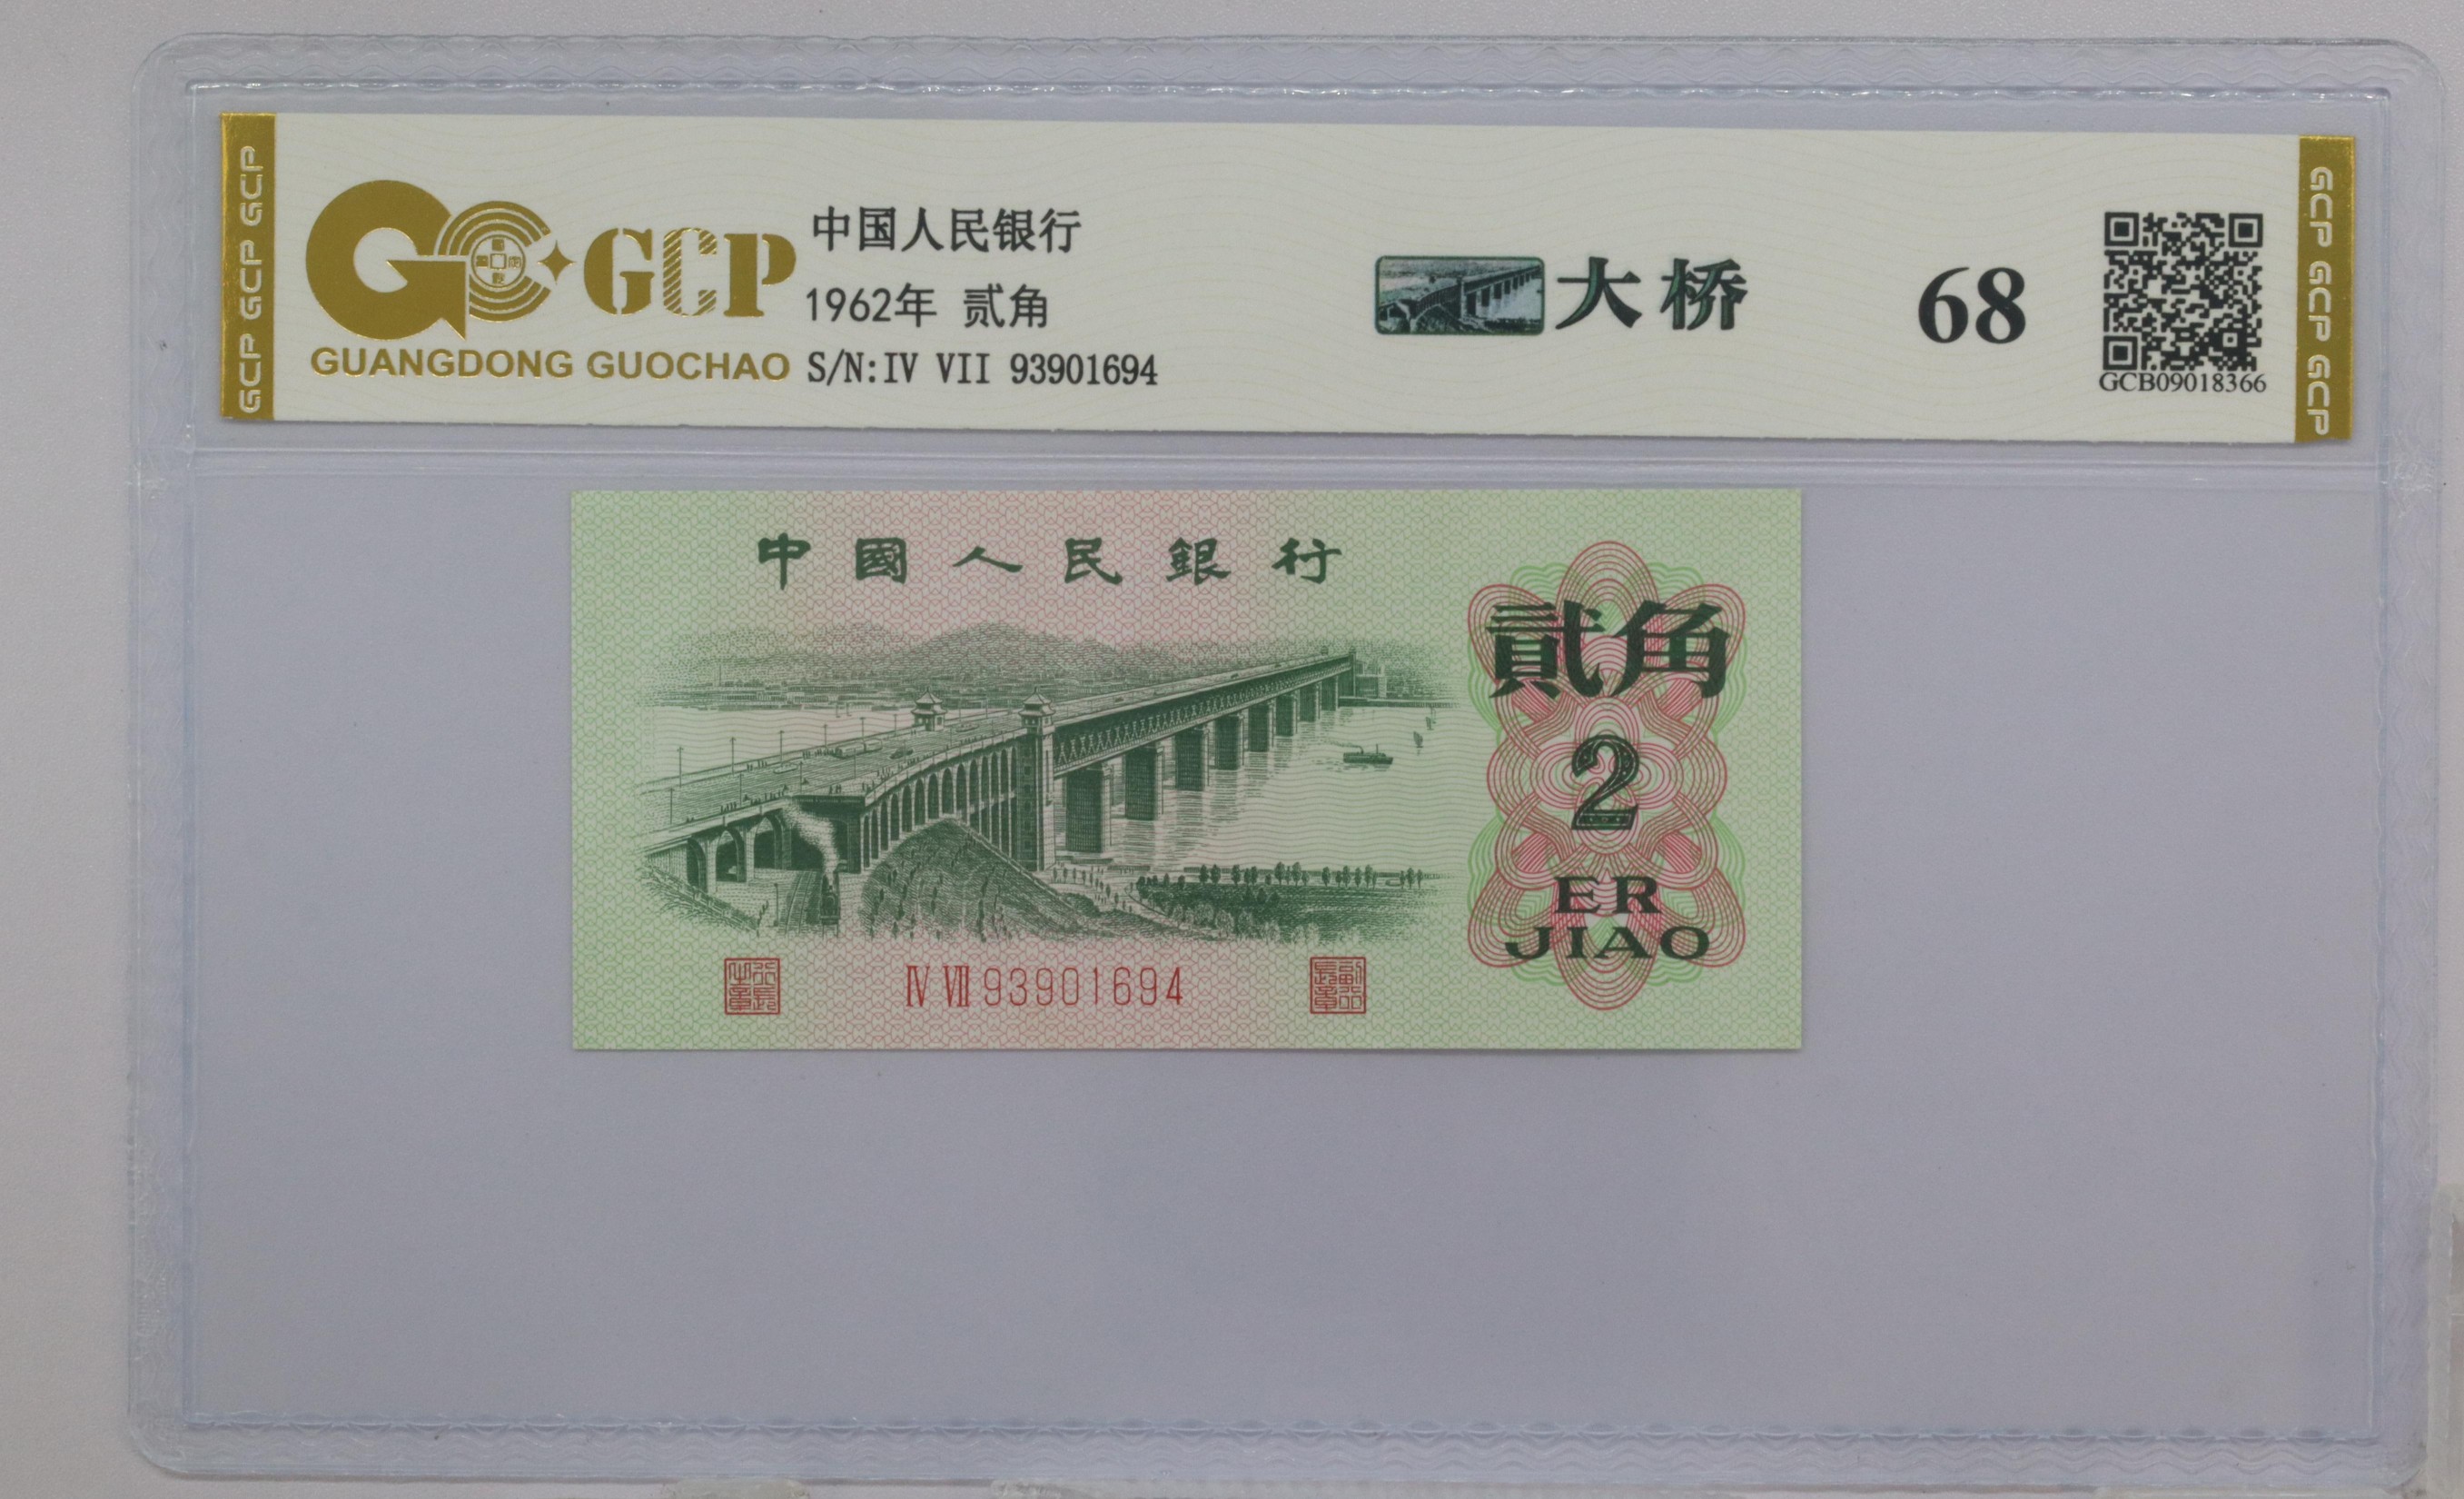 GCP GCP GCP
GCP
中国人民银行
1962年 贰角
GUANGDONG GUOCHAO
S/N:IV VII 93901694
大桥
68
GCB09018366
GCP GCP GCP
中國人民銀行
貳角
2
ER
JIAO
Ⅳ Ⅶ 93901694